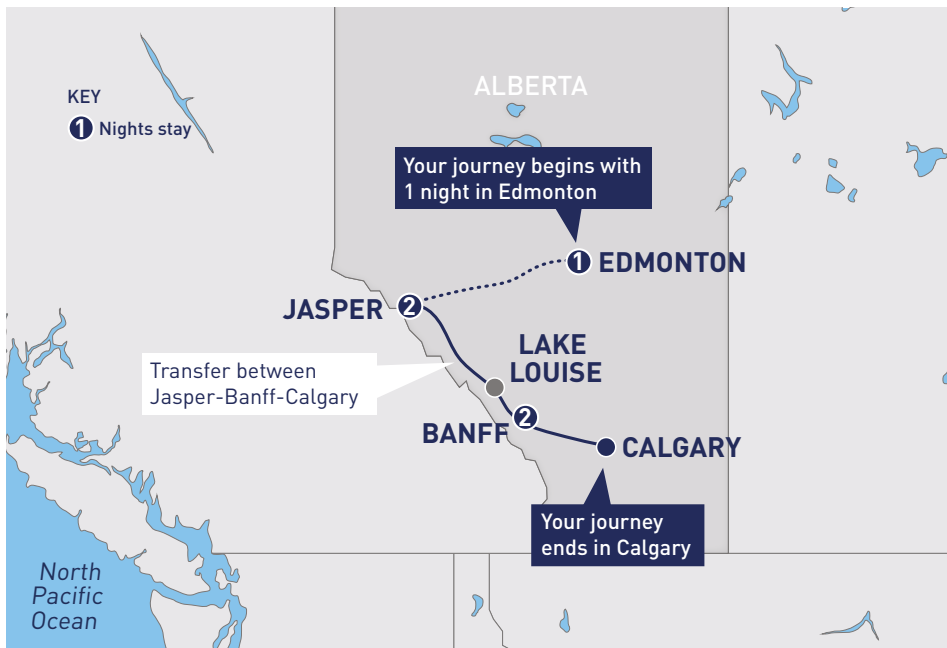 ALBERTA
KEY
1 Nights stay
Your journey begins with
1 night in Edmonton
1 EDMONTON
JASPER 2
LAKE
LOUISE
Transfer between
Jasper-Banff-Calgary
BANFF 2
CALGARY
Your journey
ends in Calgary
North
Pacific
Ocean